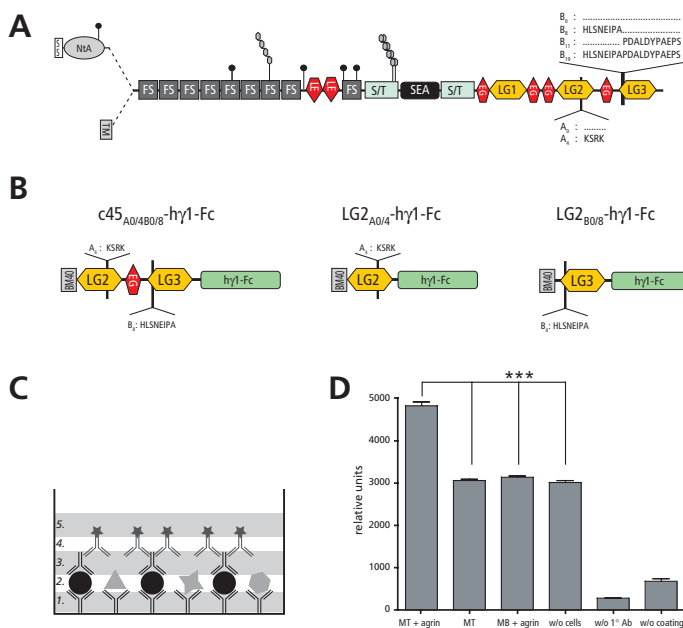 A
SS
NtA
TM
FS FS FS FS FS FS FS LE LE FS S/T SEA S/T EG LG1 EG EG LG2 EG LG3
B₀ : ....................................
B₈ : HLSNEIPA.....................
B₁₁ : ................... PDALDYPAEPS
B₁₉ : HLSNEIPAPDALDYPAEPS
A₀ : .........
A₄ : KSRK
B
c45A0/4B0/8-hγ1-Fc
A₄ : KSRK
BM40 LG2 EG LG3 hγ1-Fc
B₈: HLSNEIPA
LG2A0/4-hγ1-Fc
A₄ : KSRK
BM40 LG2 hγ1-Fc
LG2B0/8-hγ1-Fc
BM40 LG3 hγ1-Fc
B₈: HLSNEIPA
C
5.
4.
3.
2.
1.
D
***
relative units
5000
4000
3000
2000
1000
0
MT + agrin MT MB + agrin w/o cells w/o 1° Ab w/o coating